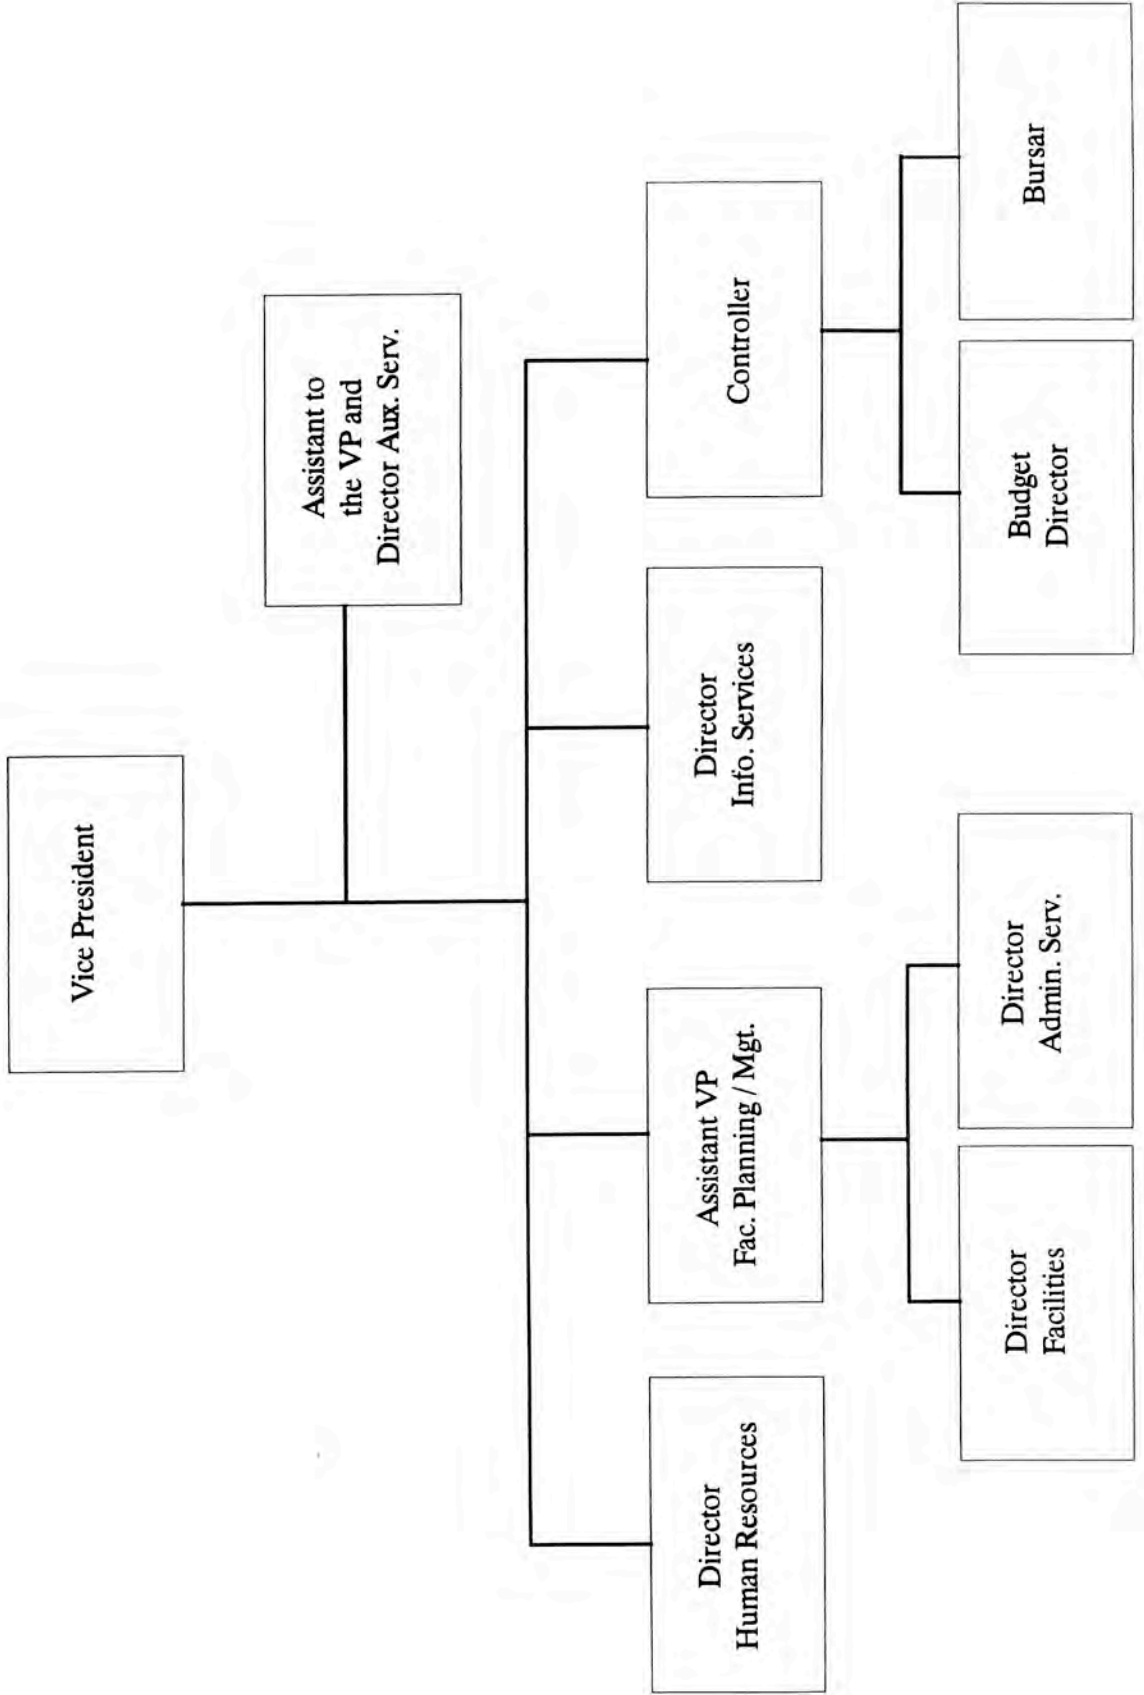 Vice President
Assistant to
the VP and
Director Aux. Serv.
Director
Human Resources
Assistant VP
Fac. Planning / Mgt.
Director
Info. Services
Controller
Director
Facilities
Director
Admin. Serv.
Budget
Director
Bursar